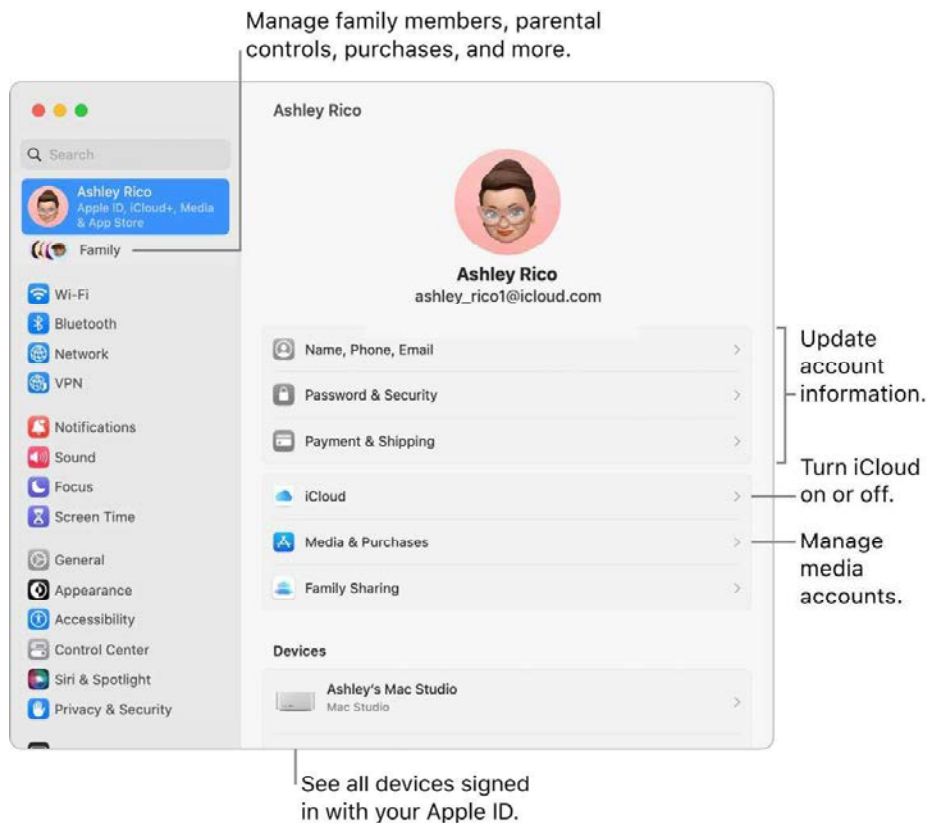 Manage family members, parental
controls, purchases, and more.
Ashley Rico
Search
Ashley Rico
Apple ID, iCloud+, Media
& App Store
Family
Wi-Fi
Bluetooth
Network
VPN
Notifications
Sound
Focus
Screen Time
General
Appearance
Accessibility
Control Center
Siri & Spotlight
Privacy & Security
Ashley Rico
ashley_rico1@icloud.com
Name, Phone, Email
Password & Security
Payment & Shipping
iCloud
Media & Purchases
Family Sharing
Devices
Ashley's Mac Studio
Mac Studio
Update
account
information.
Turn iCloud
on or off.
Manage
media
accounts.
See all devices signed
in with your Apple ID.